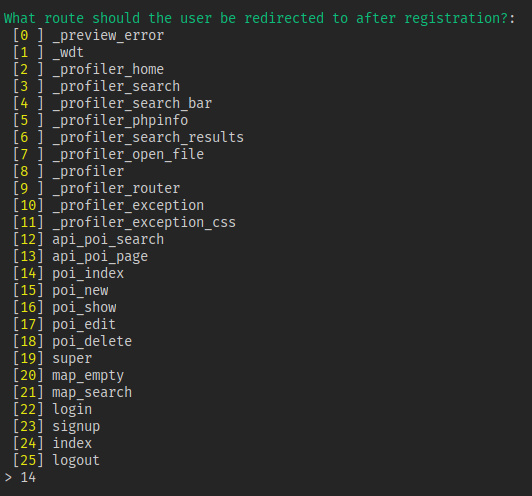 What route should the user be redirected to after registration?:
[0 ] _preview_error
[1 ] _wdt
[2 ] _profiler_home
[3 ] _profiler_search
[4 ] _profiler_search_bar
[5 ] _profiler_phpinfo
[6 ] _profiler_search_results
[7 ] _profiler_open_file
[8 ] _profiler
[9 ] _profiler_router
[10] _profiler_exception
[11] _profiler_exception_css
[12] api_poi_search
[13] api_poi_page
[14] poi_index
[15] poi_new
[16] poi_show
[17] poi_edit
[18] poi_delete
[19] super
[20] map_empty
[21] map_search
[22] login
[23] signup
[24] index
[25] logout
> 14